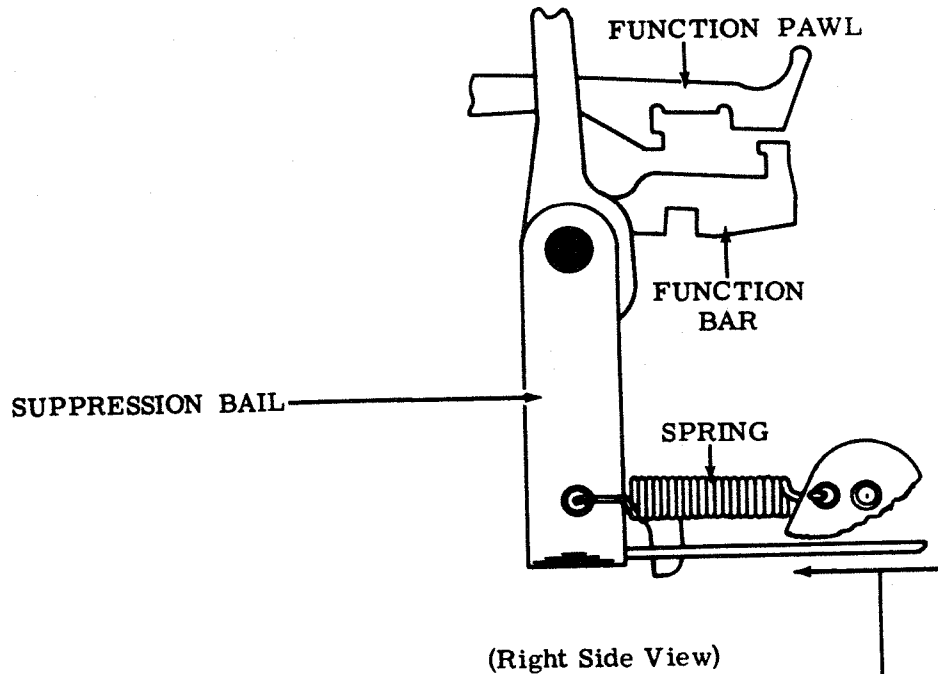 FUNCTION PAWL
FUNCTION
BAR
SUPPRESSION BAIL
SPRING
(Right Side View)